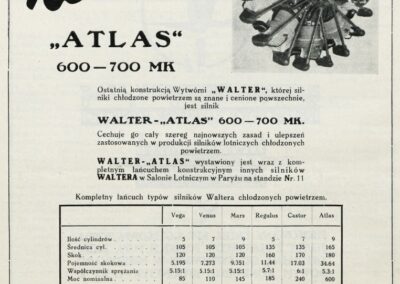 „ATLAS“
600—700 MK
Ostatnią konstrukcją Wytwórni „WALTER“, której sil-
niki chłodzone powietrzem są znane i cenione powszechnie,
jest silnik
WALTER-„ATLAS“ 600—700 MK.
Cechuje go cały szereg najnowszych zasad i ulepszeń
zastosowanych w produkcji silników lotniczych chłodzonych
powietrzem.
WALTER-„ATLAS“ wystawiony jest wraz z kom-
pletnym łańcuchem konstrukcyjnym innych silników
WALTERA w Salonie Lotniczym w Paryżu na standzie Nr. 11
Kompletny łańcuch typów silników Waltera chłodzonych powietrzem.
Vega Venus Mars Regulus Castor Atlas
Ilość cylindrów 5 7 9 5 7 9
Średnica cyl. 105 105 105 135 135 165
Skok 120 120 120 160 170 180
Pojemność skokowa 5.195 7.273 9.751 11.44 17.03 34.64
Współczynnik sprężania 5.15:1 5.15:1 5.15:1 5.7:1 6:1 5.3:1
Moc nominalna 85 110 145 185 240 600